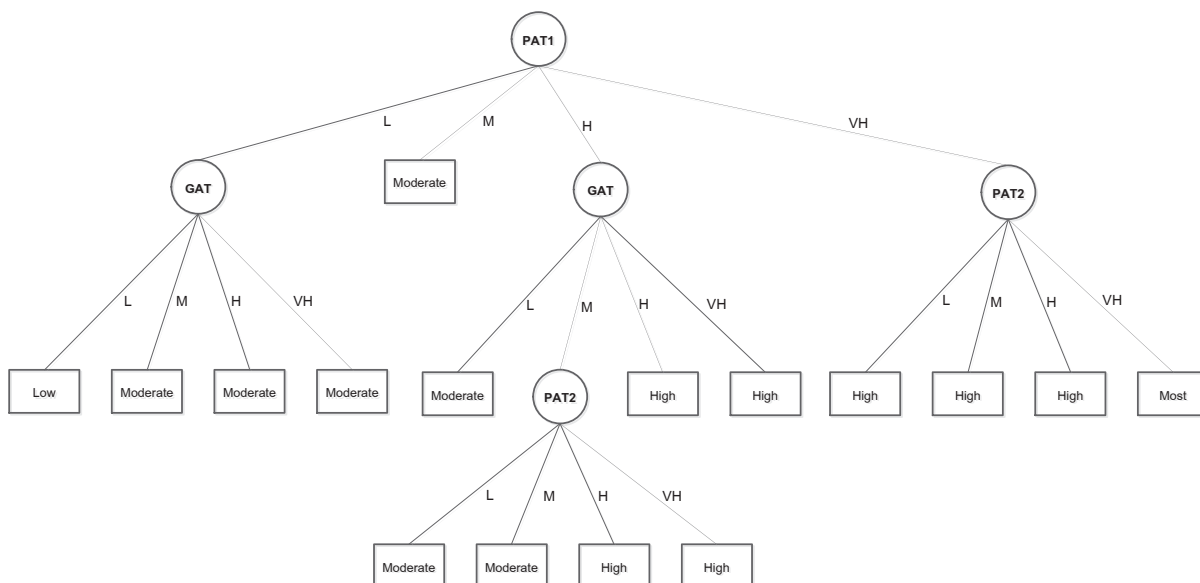 PAT1
L
M
H
VH
GAT
Moderate
GAT
PAT2
L
M
H
VH
L
M
H
VH
L
M
H
VH
Low
Moderate
Moderate
Moderate
Moderate
PAT2
High
High
High
High
High
Most
L
M
H
VH
Moderate
Moderate
High
High